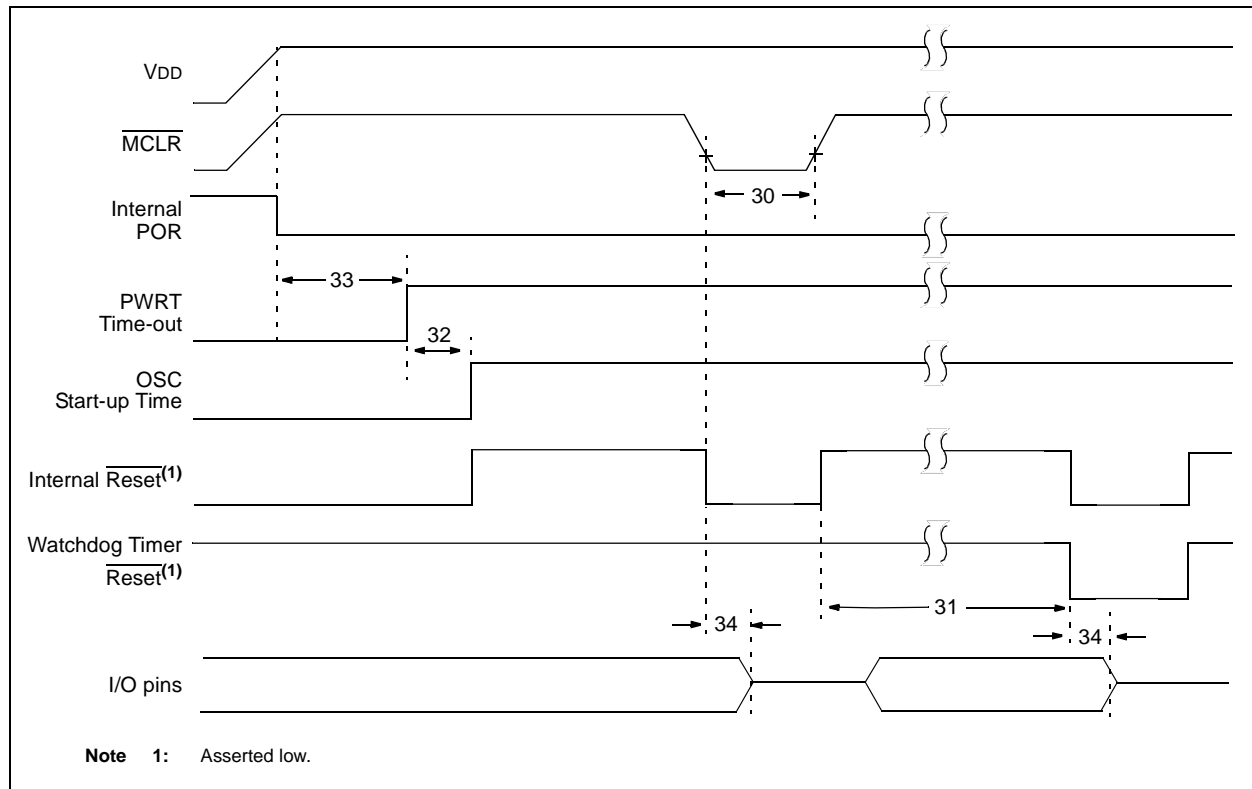 VDD
MCLR
30
Internal
POR
33
PWRT
Time-out
32
OSC
Start-up Time
Internal Reset(1)
Watchdog Timer
Reset(1)
31
34
34
I/O pins
Note 1: Asserted low.